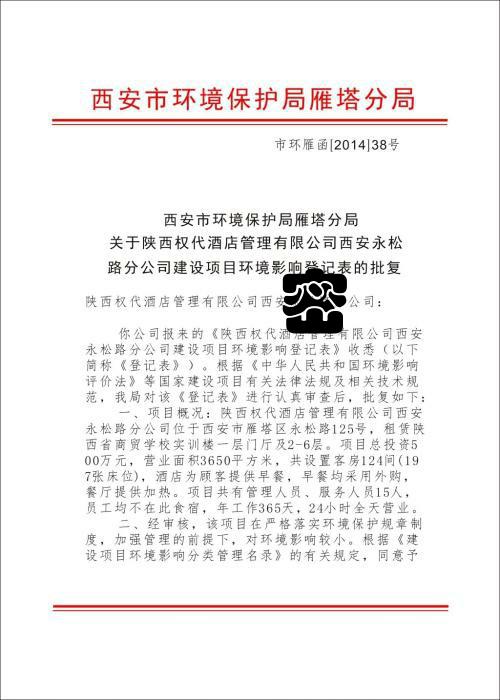 西安市环境保护局雁塔分局
市环雁函[2014]38号
西安市环境保护局雁塔分局
关于陕西权代酒店管理有限公司西安永松
路分公司建设项目环境影响登记表的批复
陕西权代酒店管理有限公司西安 公司：
你公司报来的《陕西权代酒店管理有限公司西安
永松路分公司建设项目环境影响登记表》收悉（以下
简称《登记表》）。根据《中华人民共和国环境影响
评价法》等国家建设项目有关法律法规及相关技术规
范，我局对该《登记表》进行认真审查后，批复如下：
一、项目概况：陕西权代酒店管理有限公司西安
永松路分公司位于西安市雁塔区永松路125号，租赁陕
西省商贸学校实训楼一层门厅及2-6层。项目总投资5
00万元，营业面积3650平方米，共设置客房124间(19
7张床位)，酒店为顾客提供早餐，早餐均采用外购，
餐厅提供加热。项目共有管理人员、服务人员15人，
员工均不在此食宿，年工作365天，24小时全天营业。
二、经审核，该项目在严格落实环境保护规章制
度，加强管理的前提下，对环境影响较小。根据《建
设项目环境影响分类管理名录》的有关规定，同意予